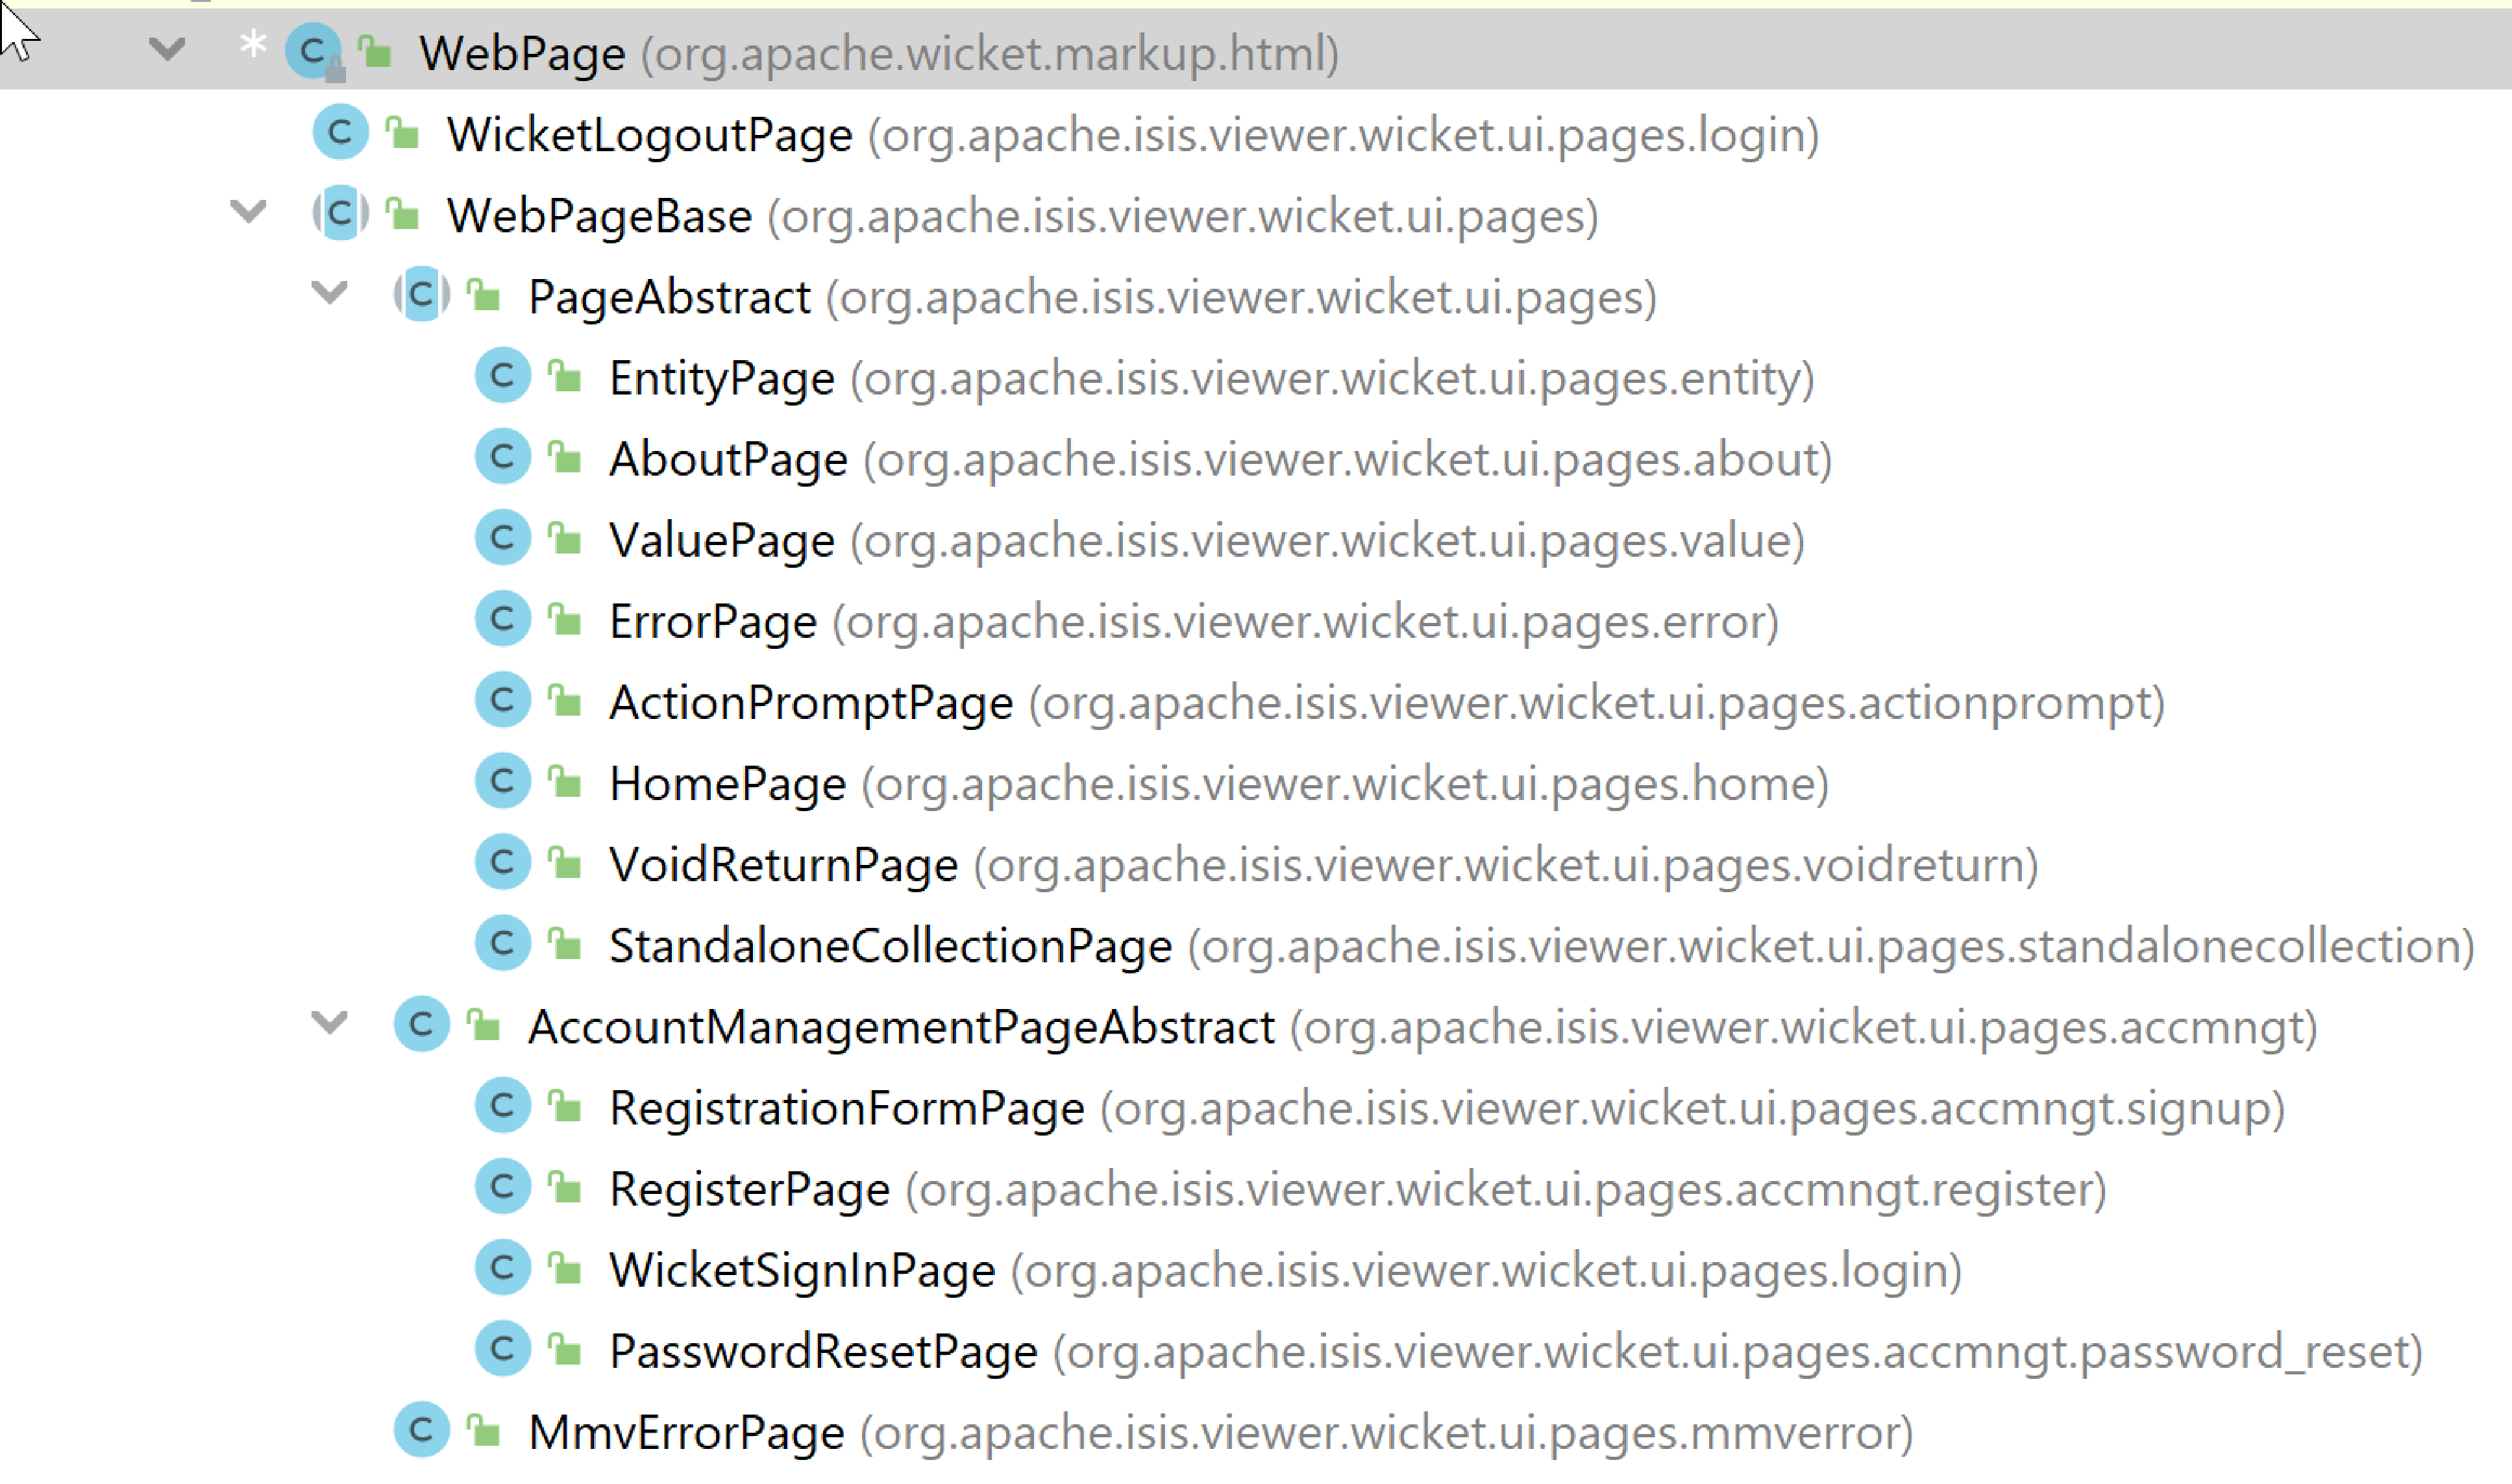 * C WebPage (org.apache.wicket.markup.html)
C WicketLogoutPage (org.apache.isis.viewer.wicket.ui.pages.login)
C WebPageBase (org.apache.isis.viewer.wicket.ui.pages)
C PageAbstract (org.apache.isis.viewer.wicket.ui.pages)
C EntityPage (org.apache.isis.viewer.wicket.ui.pages.entity)
C AboutPage (org.apache.isis.viewer.wicket.ui.pages.about)
C ValuePage (org.apache.isis.viewer.wicket.ui.pages.value)
C ErrorPage (org.apache.isis.viewer.wicket.ui.pages.error)
C ActionPromptPage (org.apache.isis.viewer.wicket.ui.pages.actionprompt)
C HomePage (org.apache.isis.viewer.wicket.ui.pages.home)
C VoidReturnPage (org.apache.isis.viewer.wicket.ui.pages.voidreturn)
C StandaloneCollectionPage (org.apache.isis.viewer.wicket.ui.pages.standalonecollection)
C AccountManagementPageAbstract (org.apache.isis.viewer.wicket.ui.pages.accmngt)
C RegistrationFormPage (org.apache.isis.viewer.wicket.ui.pages.accmngt.signup)
C RegisterPage (org.apache.isis.viewer.wicket.ui.pages.accmngt.register)
C WicketSignInPage (org.apache.isis.viewer.wicket.ui.pages.login)
C PasswordResetPage (org.apache.isis.viewer.wicket.ui.pages.accmngt.password_reset)
C MmvErrorPage (org.apache.isis.viewer.wicket.ui.pages.mmverror)